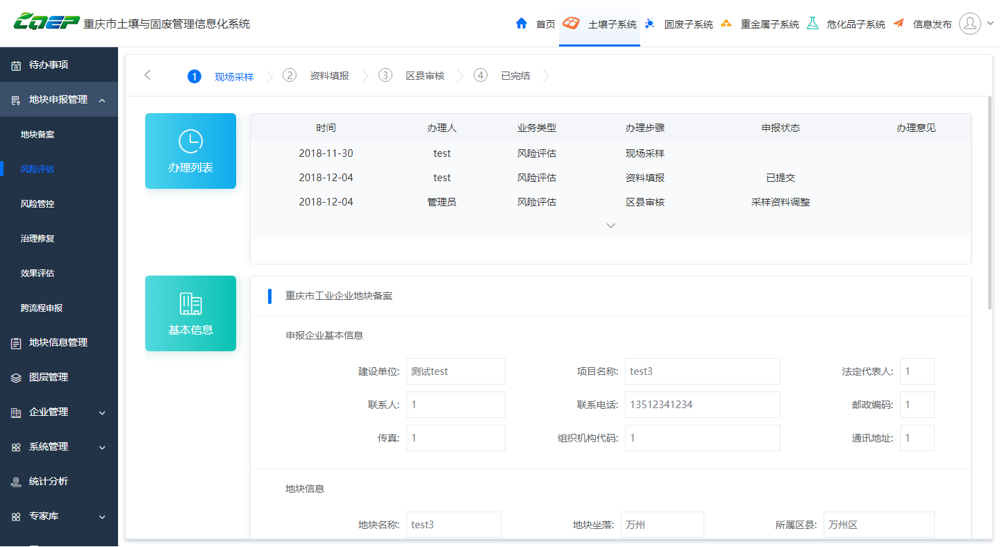 CQEP 重庆市土壤与固废管理信息化系统
首页 土壤子系统 固废子系统 重金属子系统 危化品子系统 信息发布
待办事项
地块申报管理
地块备案
风险评估
风险管控
治理修复
效果评估
跨流程申报
地块信息管理
图层管理
企业管理
系统管理
统计分析
专家库
1 现场采样 2 资料填报 3 区县审核 4 已完结
办理列表
时间 办理人 业务类型 办理步骤 申报状态 办理意见
2018-11-30 test 风险评估 现场采样
2018-12-04 test 风险评估 资料填报 已提交
2018-12-04 管理员 风险评估 区县审核 采样资料调整
基本信息
重庆市工业企业地块备案
申报企业基本信息
建设单位: 测试test 项目名称: test3 法定代表人: 1
联系人: 1 联系电话: 13512341234 邮政编码: 1
传真: 1 组织机构代码: 1 通讯地址: 1
地块信息
地块名称: test3 地块坐落: 万州 所属区县: 万州区